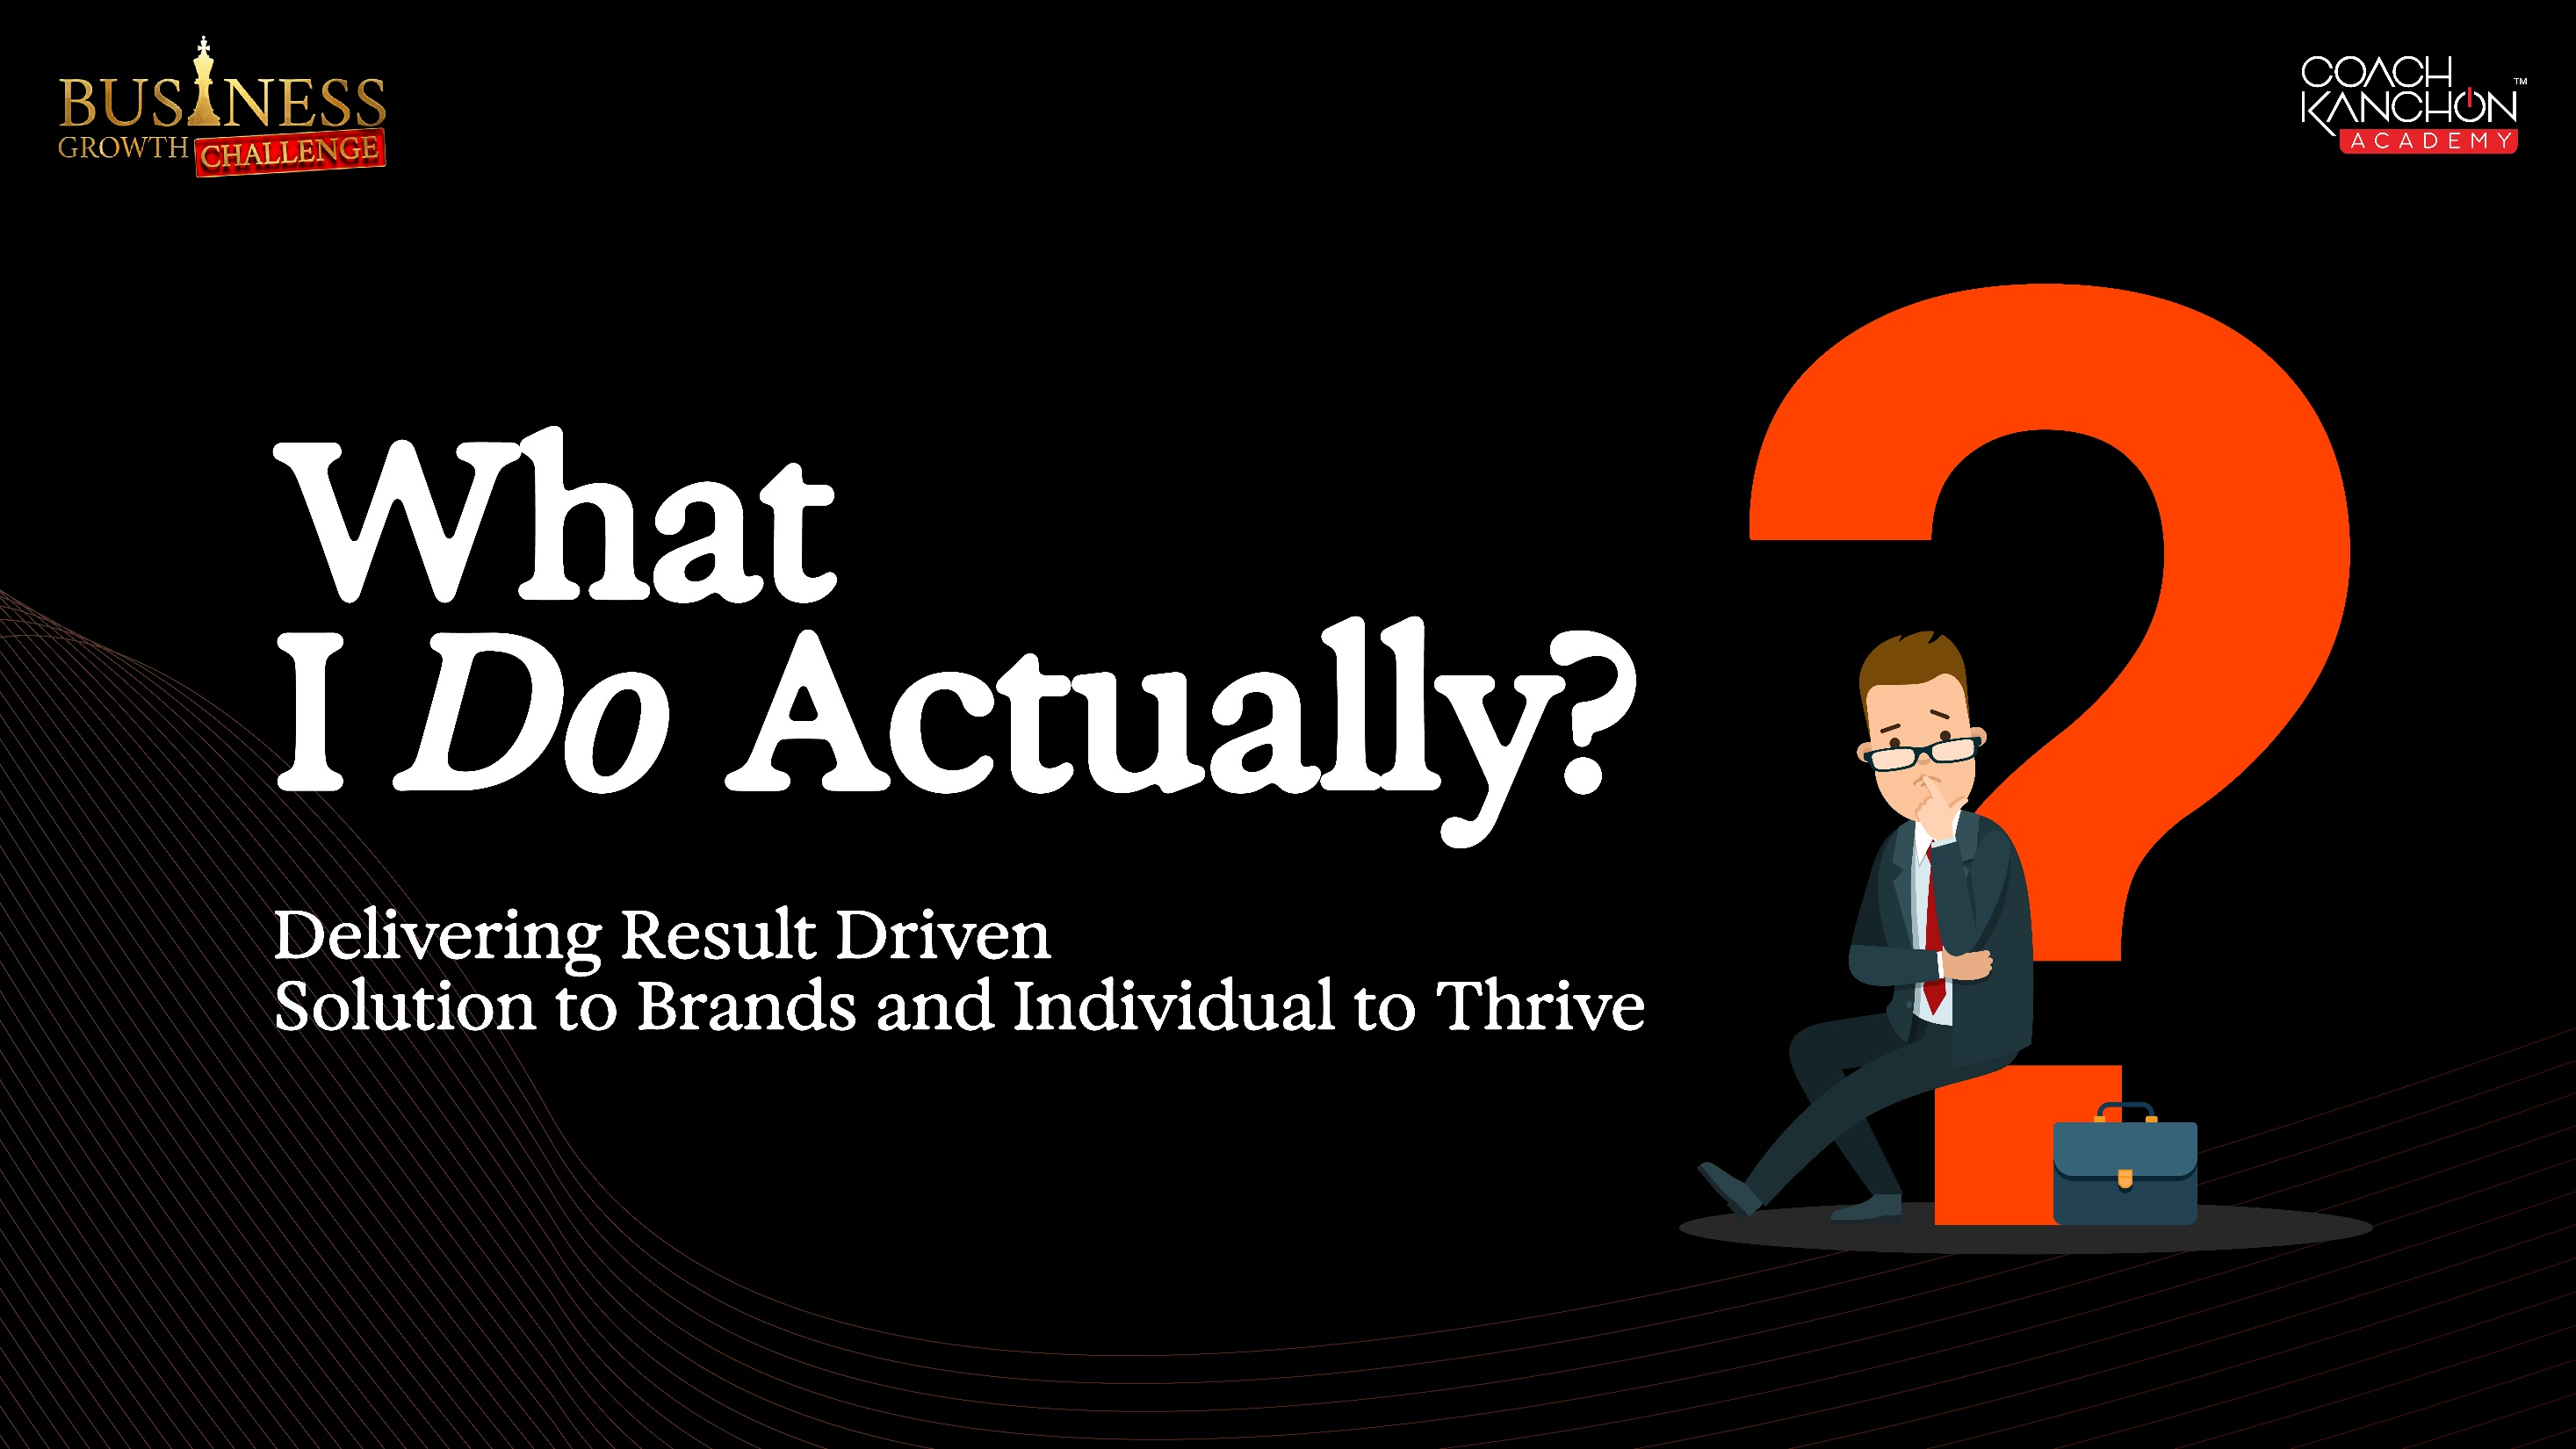 BUSINESS
GROWTH CHALLENGE
COACH
KANCHON
™
ACADEMY
What
I Do Actually?
Delivering Result Driven
Solution to Brands and Individual to Thrive